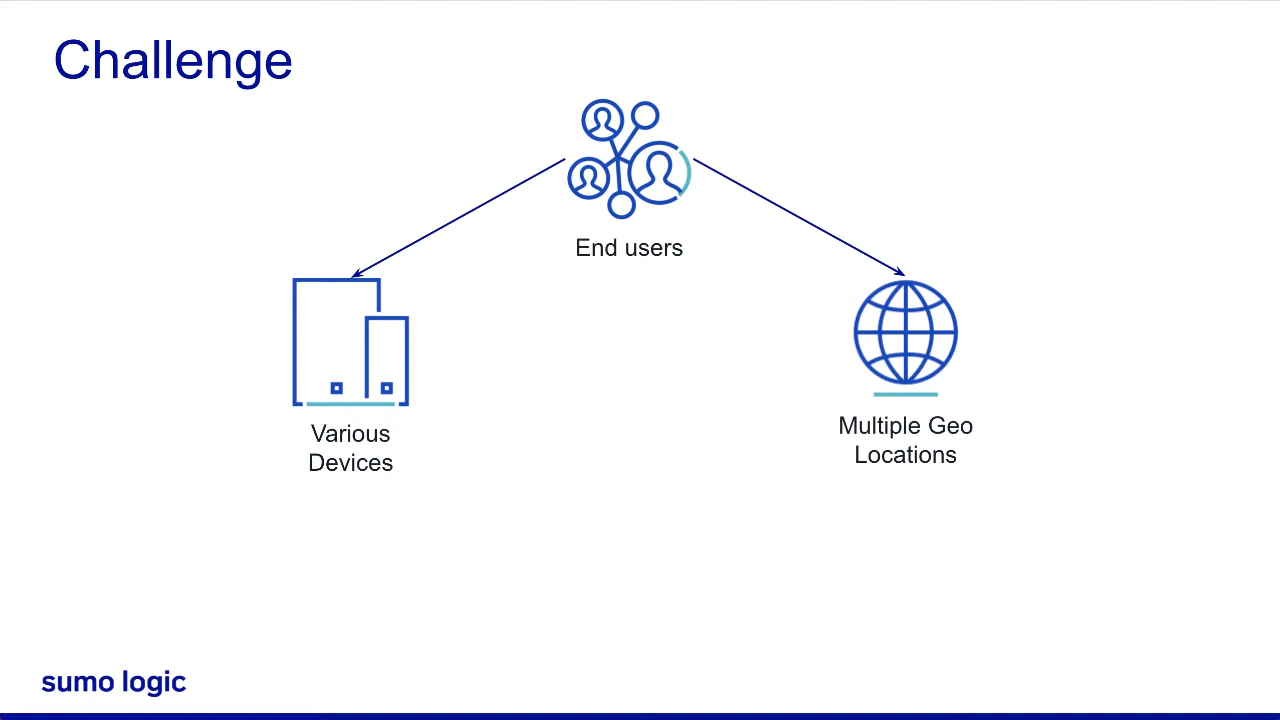 Challenge
End users
Various
Devices
Multiple Geo
Locations
sumo logic